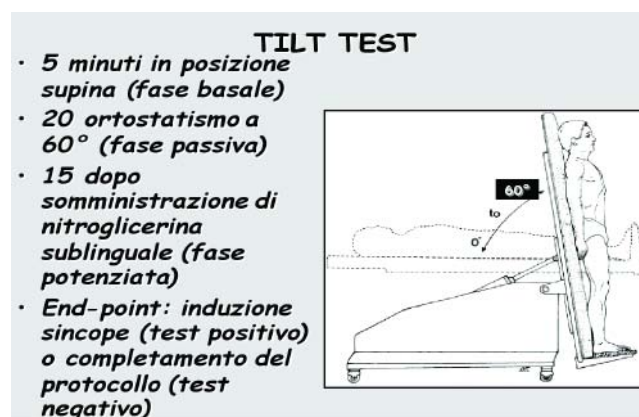 TILT TEST
• 5 minuti in posizione
supina (fase basale)
• 20 ortostatismo a
60° (fase passiva)
• 15 dopo
somministrazione di
nitroglicerina
sublinguale (fase
potenziata)
• End-point: induzione
sincope (test positivo)
o completamento del
protocollo (test
negativo)
60°
to
0°